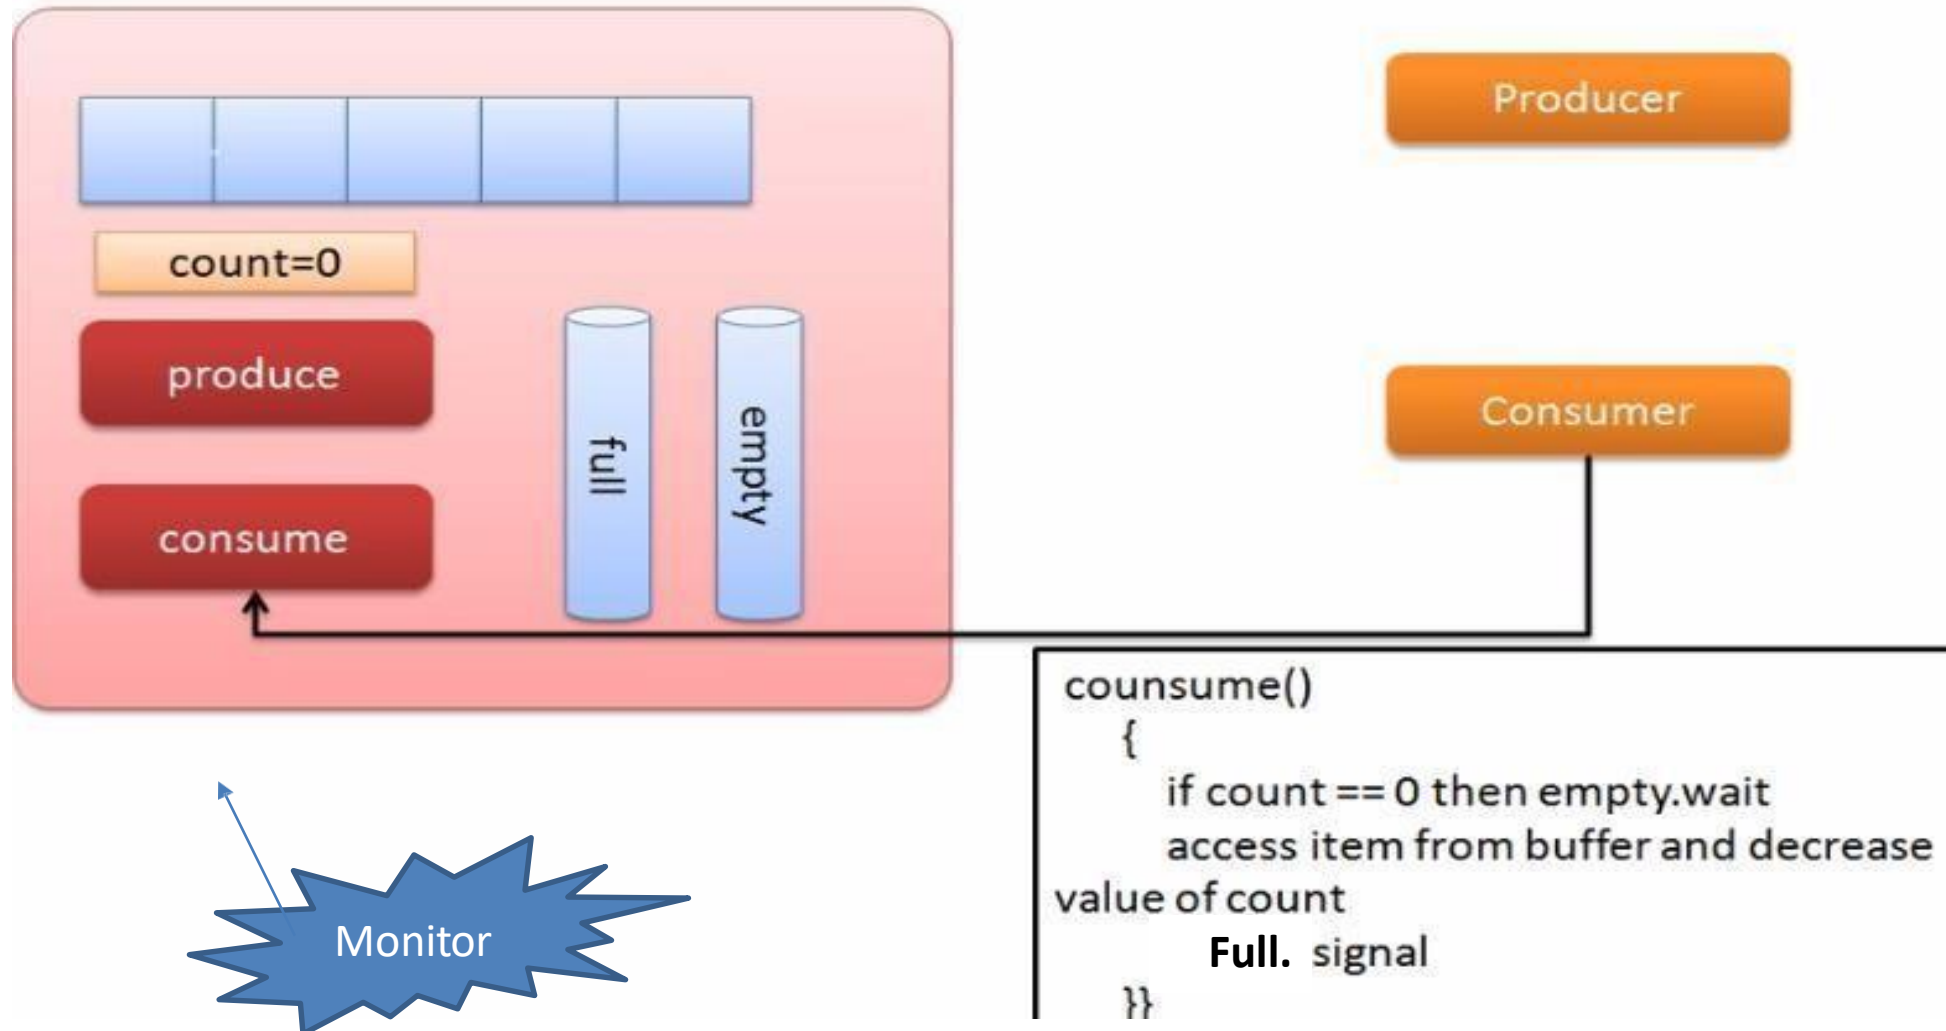 count=0
produce
consume
full
empty
Producer
Consumer
counsume()
{
if count == 0 then empty.wait
access item from buffer and decrease
value of count
Full. signal
}}
Monitor